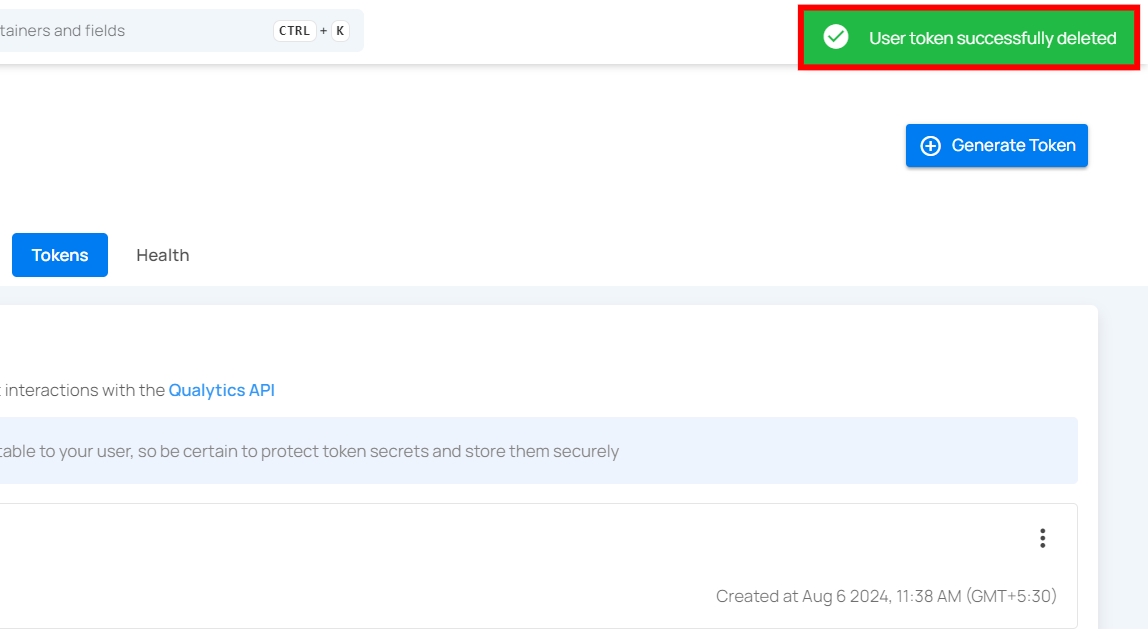 tainers and fields
CTRL + K
User token successfully deleted
Generate Token
Tokens
Health
interactions with the Qualytics API
table to your user, so be certain to protect token secrets and store them securely
Created at Aug 6 2024, 11:38 AM (GMT+5:30)